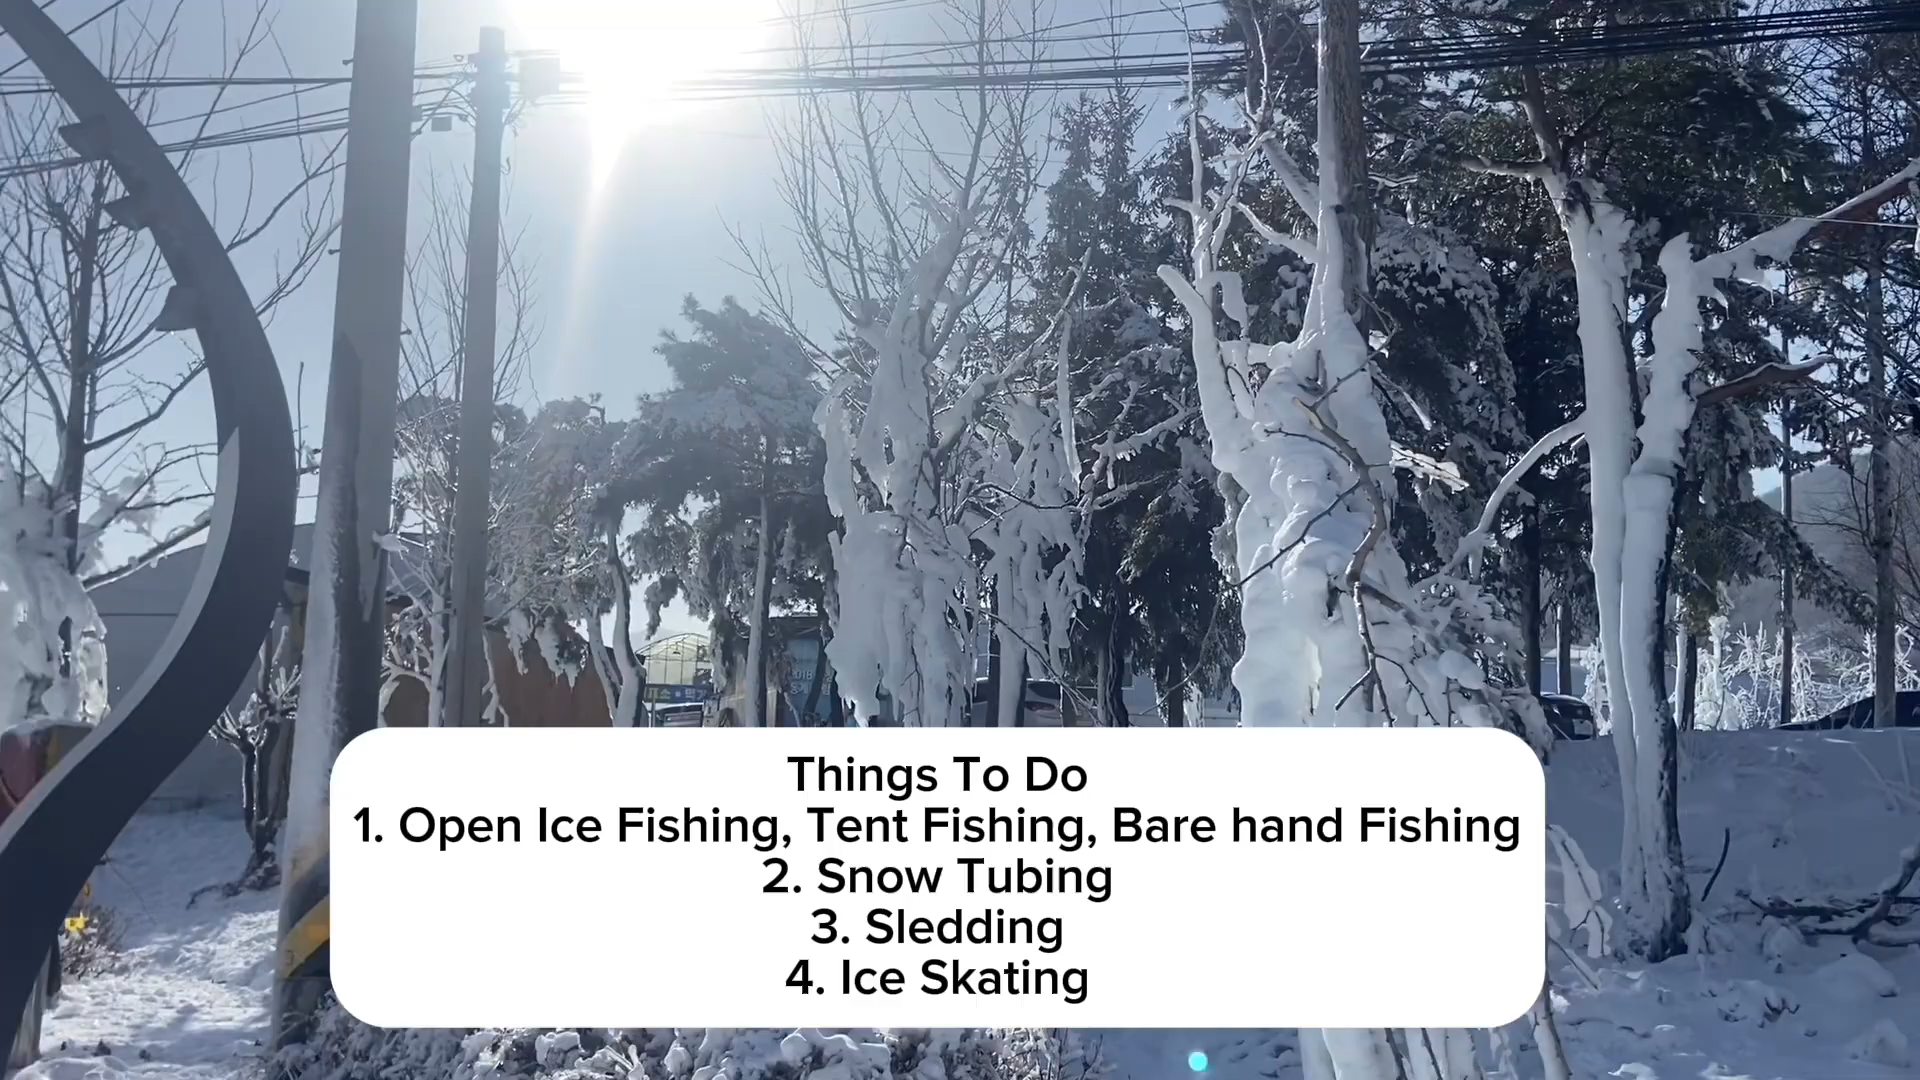 Things To Do
1. Open Ice Fishing, Tent Fishing, Bare hand Fishing
2. Snow Tubing
3. Sledding
4. Ice Skating